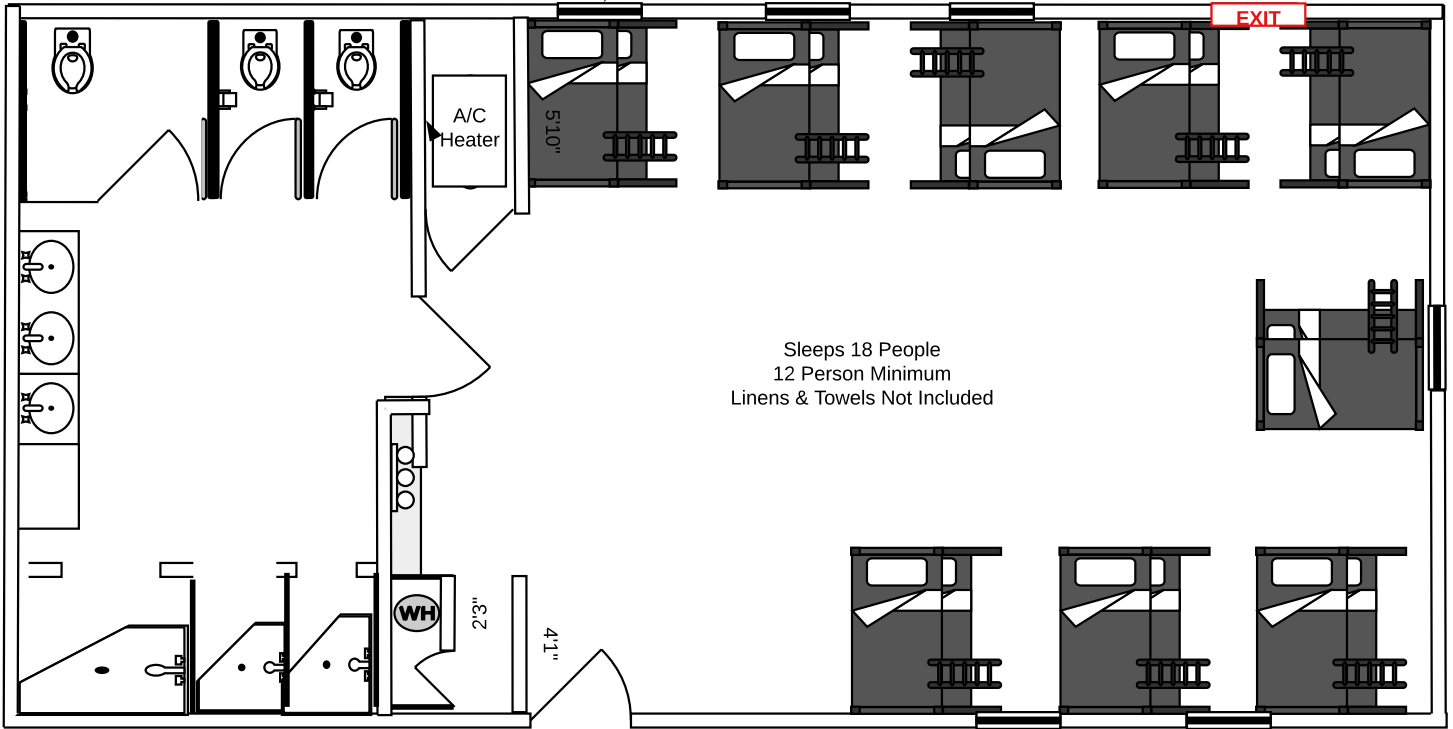 EXIT
A/C
Heater
5'10"
Sleeps 18 People
12 Person Minimum
Linens & Towels Not Included
WH
2'3"
4'1"